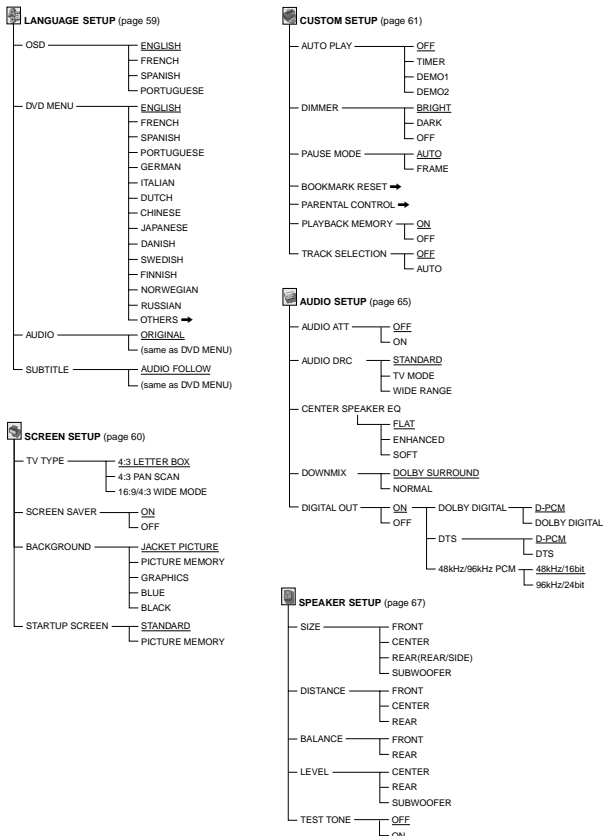 LANGUAGE SETUP (page 59)
OSD
ENGLISH
FRENCH
SPANISH
PORTUGUESE
DVD MENU
ENGLISH
FRENCH
SPANISH
PORTUGUESE
GERMAN
ITALIAN
DUTCH
CHINESE
JAPANESE
DANISH
SWEDISH
FINNISH
NORWEGIAN
RUSSIAN
OTHERS ➡
AUDIO
ORIGINAL
(same as DVD MENU)
SUBTITLE
AUDIO FOLLOW
(same as DVD MENU)
SCREEN SETUP (page 60)
TV TYPE
4:3 LETTER BOX
4:3 PAN SCAN
16:9/4:3 WIDE MODE
SCREEN SAVER
ON
OFF
BACKGROUND
JACKET PICTURE
PICTURE MEMORY
GRAPHICS
BLUE
BLACK
STARTUP SCREEN
STANDARD
PICTURE MEMORY
CUSTOM SETUP (page 61)
AUTO PLAY
OFF
TIMER
DEMO1
DEMO2
DIMMER
BRIGHT
DARK
OFF
PAUSE MODE
AUTO
FRAME
BOOKMARK RESET ➡
PARENTAL CONTROL ➡
PLAYBACK MEMORY
ON
OFF
TRACK SELECTION
OFF
AUTO
AUDIO SETUP (page 65)
AUDIO ATT
OFF
ON
AUDIO DRC
STANDARD
TV MODE
WIDE RANGE
CENTER SPEAKER EQ
FLAT
ENHANCED
SOFT
DOWNMIX
DOLBY SURROUND
NORMAL
DIGITAL OUT
ON
OFF
DOLBY DIGITAL
D-PCM
DOLBY DIGITAL
DTS
D-PCM
DTS
48kHz/96kHz PCM
48kHz/16bit
96kHz/24bit
SPEAKER SETUP (page 67)
SIZE
FRONT
CENTER
REAR(REAR/SIDE)
SUBWOOFER
DISTANCE
FRONT
CENTER
REAR
BALANCE
FRONT
REAR
LEVEL
CENTER
REAR
SUBWOOFER
TEST TONE
OFF
ON